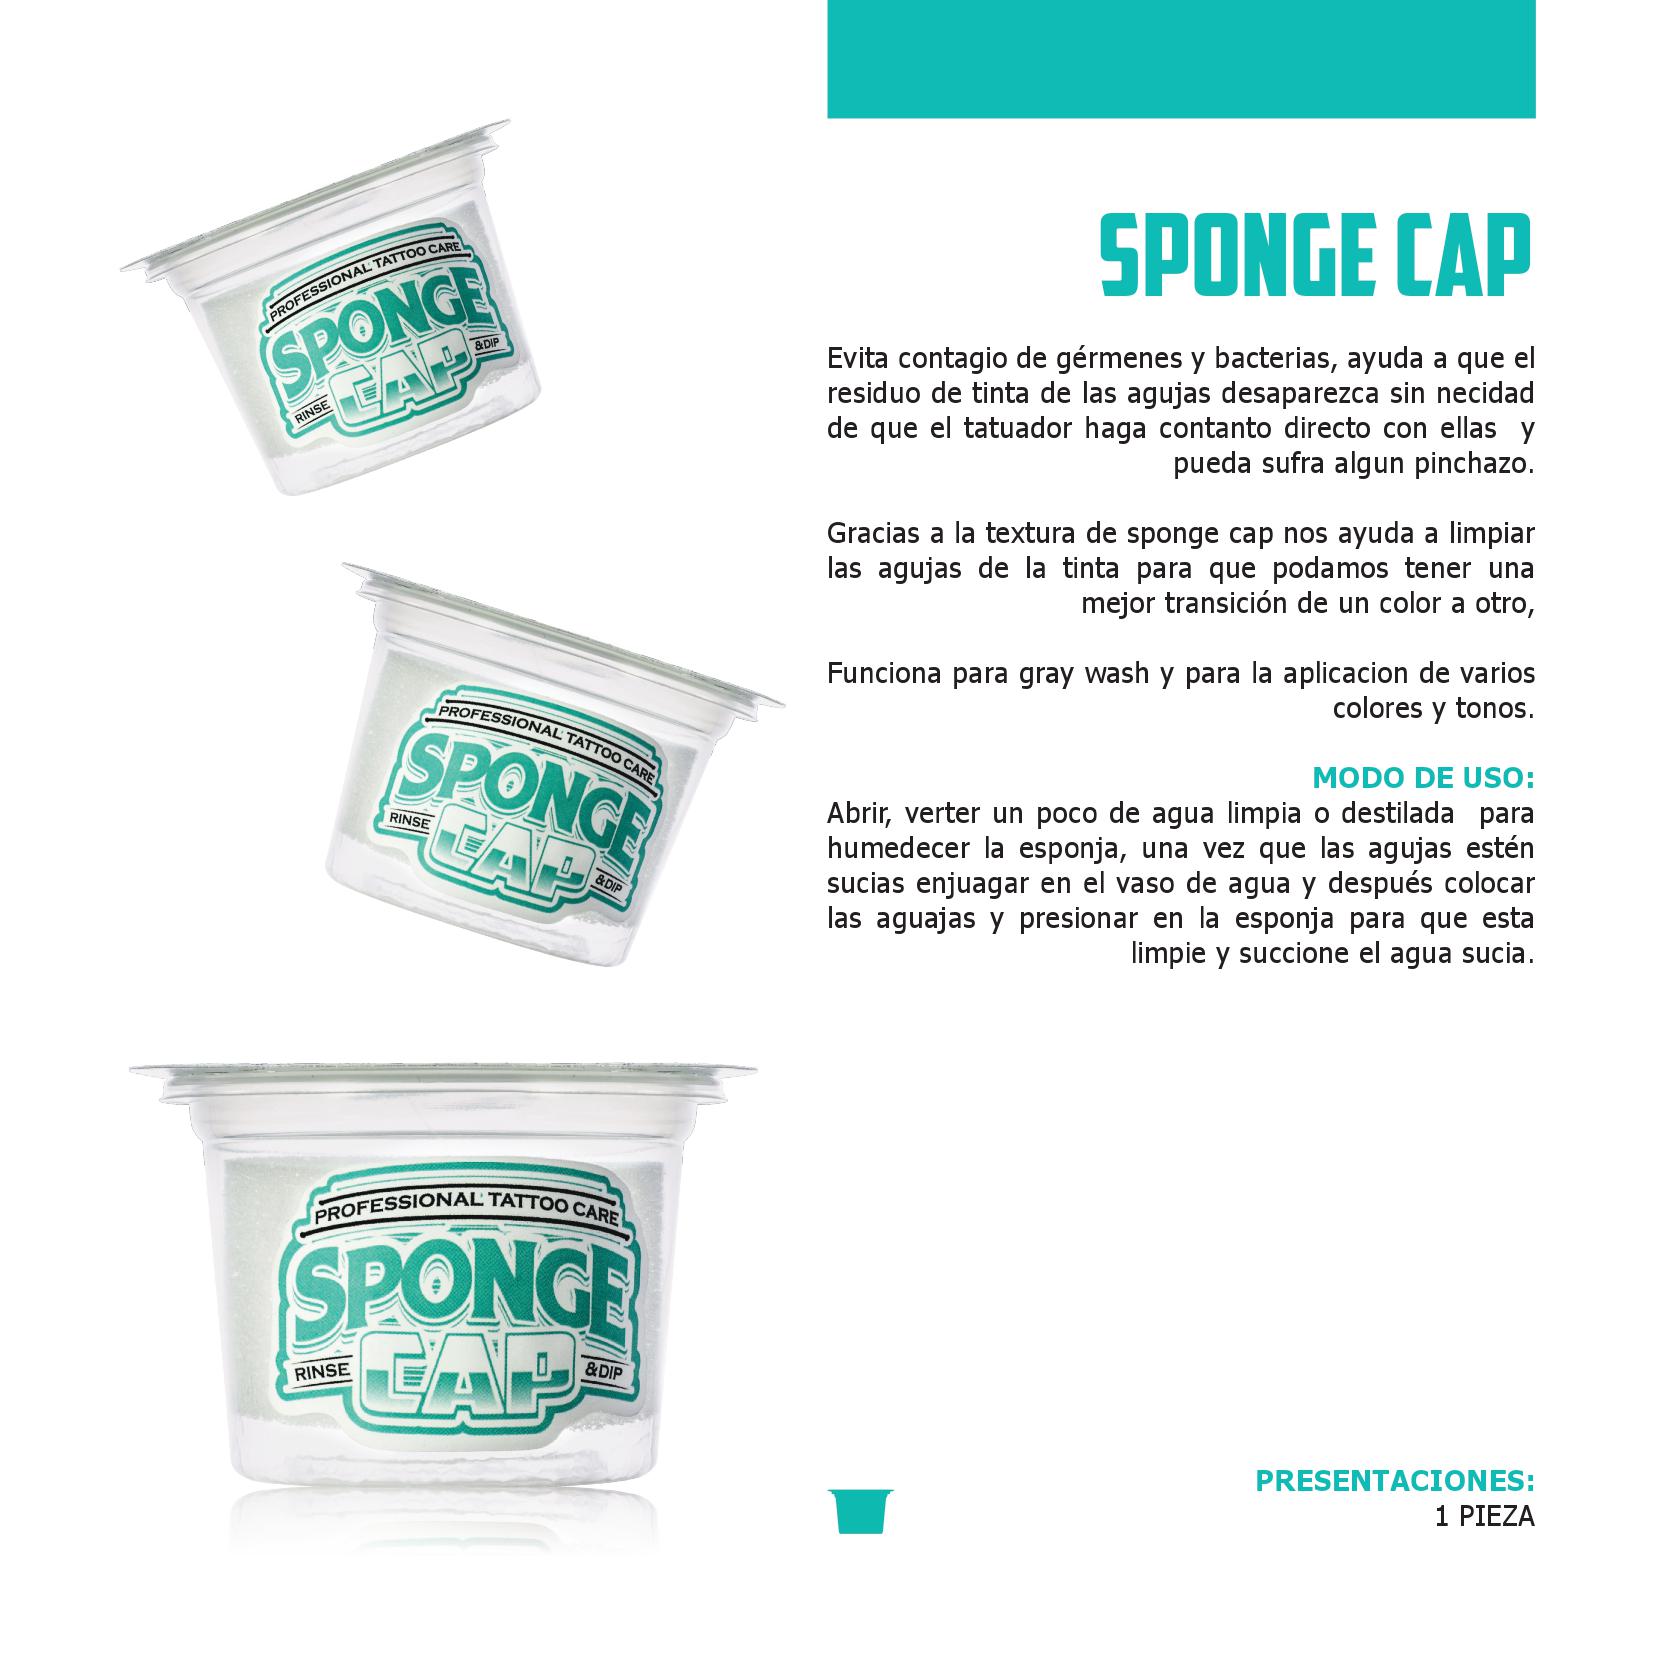 PROFESSIONAL TATTOO CARE
SPONGE
CAP
RINSE
&DIP
PROFESSIONAL TATTOO CARE
SPONGE
CAP
RINSE
&DIP
PROFESSIONAL TATTOO CARE
SPONGE
CAP
RINSE
&DIP
SPONGE CAP
Evita contagio de gérmenes y bacterias, ayuda a que el
residuo de tinta de las agujas desaparezca sin necidad
de que el tatuador haga contanto directo con ellas y
pueda sufra algun pinchazo.
Gracias a la textura de sponge cap nos ayuda a limpiar
las agujas de la tinta para que podamos tener una
mejor transición de un color a otro,
Funciona para gray wash y para la aplicacion de varios
colores y tonos.
MODO DE USO:
Abrir, verter un poco de agua limpia o destilada para
humedecer la esponja, una vez que las agujas estén
sucias enjuagar en el vaso de agua y después colocar
las aguajas y presionar en la esponja para que esta
limpie y succione el agua sucia.
PRESENTACIONES:
1 PIEZA